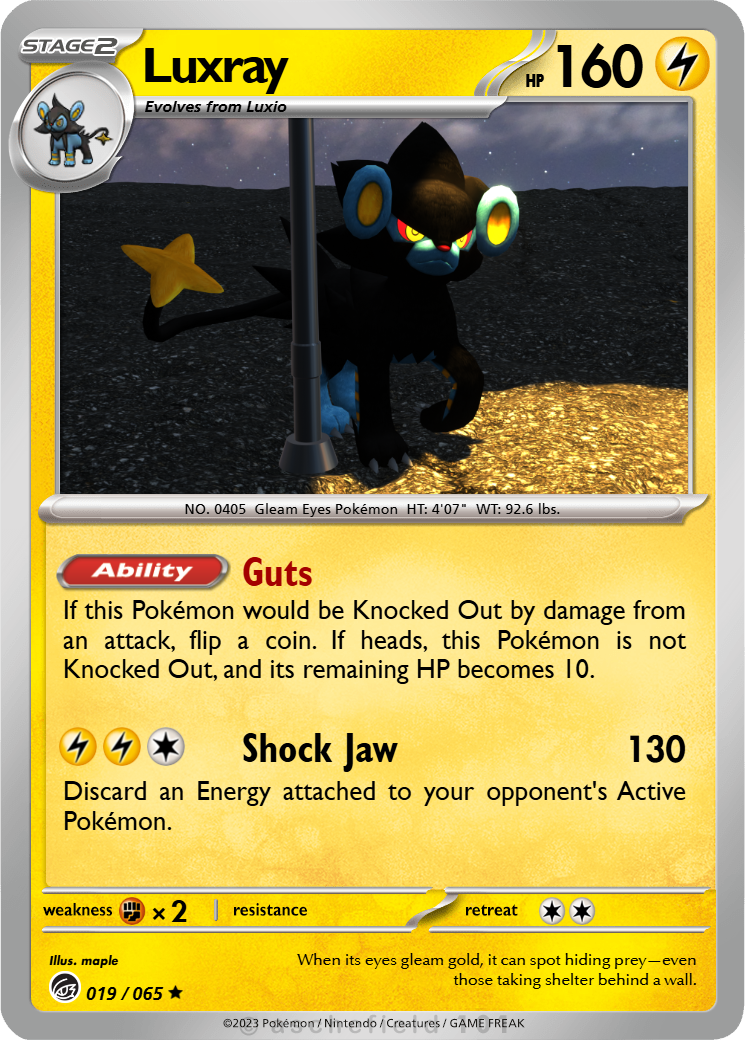 STAGE2
Luxray
HP 160
Evolves from Luxio
NO. 0405 Gleam Eyes Pokémon HT: 4'07" WT: 92.6 lbs.
Ability Guts
If this Pokémon would be Knocked Out by damage from
an attack, flip a coin. If heads, this Pokémon is not
Knocked Out, and its remaining HP becomes 10.
Shock Jaw 130
Discard an Energy attached to your opponent's Active
Pokémon.
weakness × 2 resistance retreat
Illus. maple
When its eyes gleam gold, it can spot hiding prey—even
those taking shelter behind a wall.
019 / 065 ★
©2023 Pokémon / Nintendo / Creatures / GAME FREAK